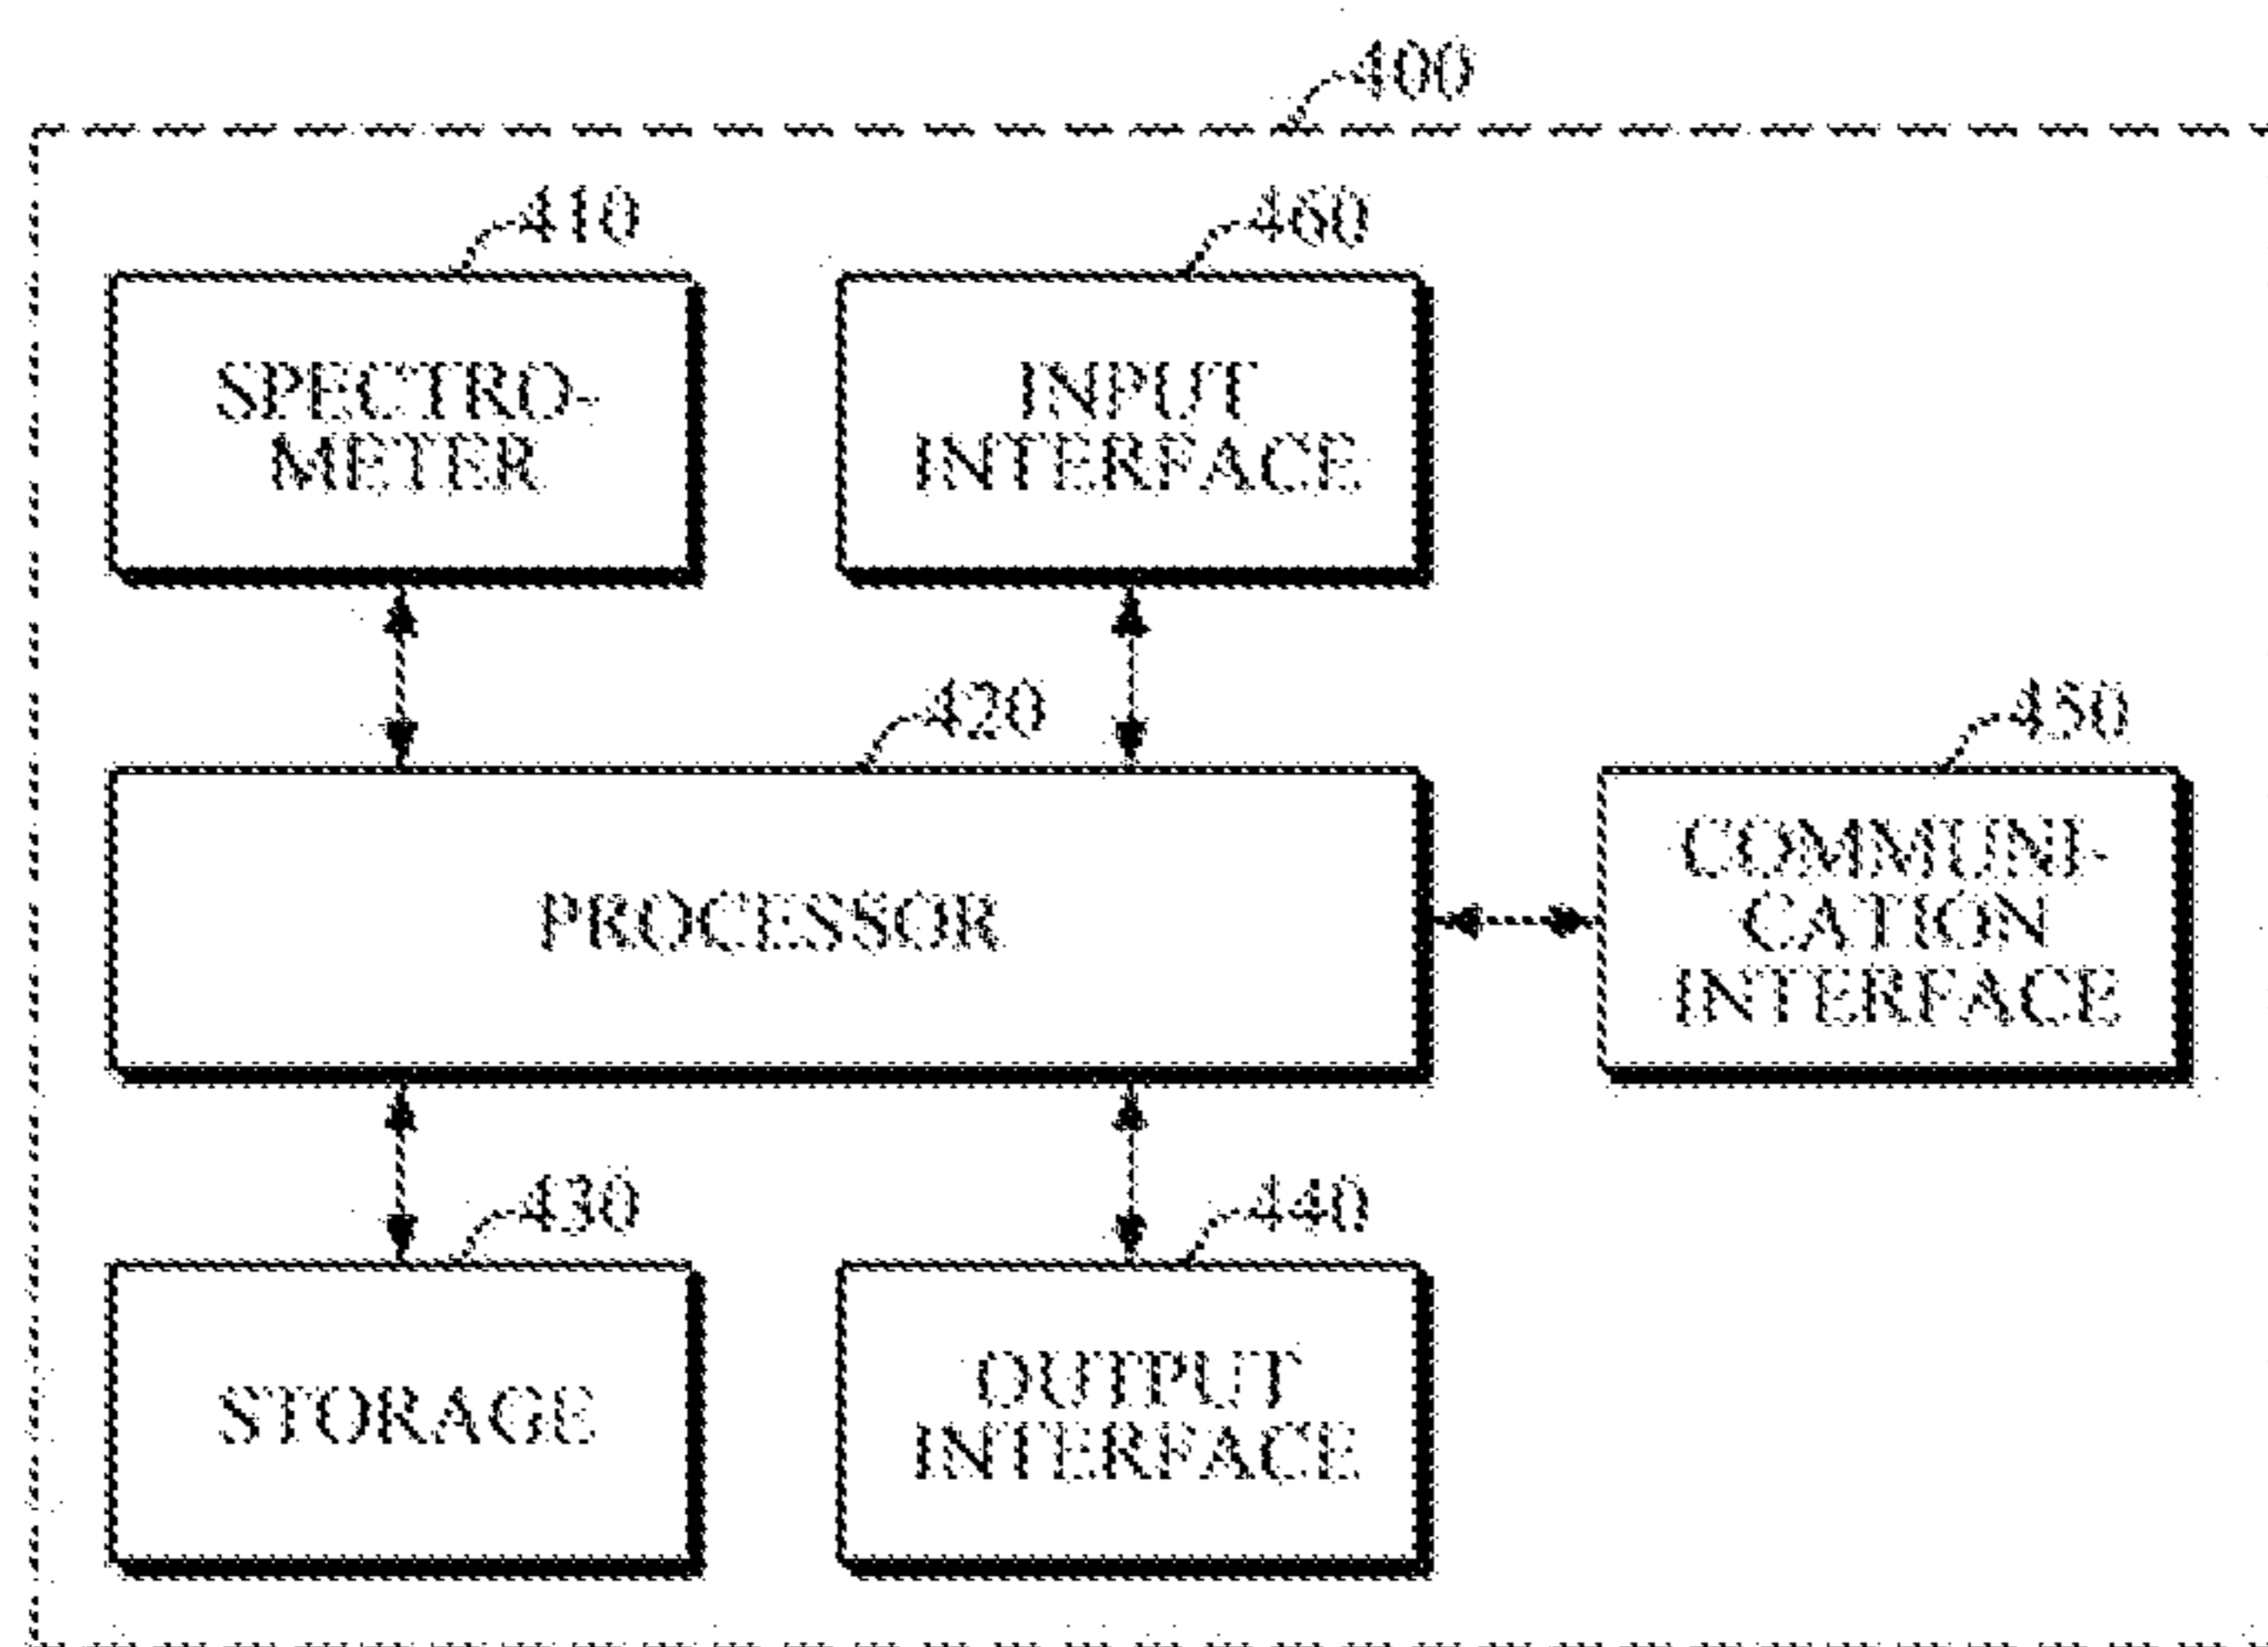 400
410
460
SPECTRO-
METER
INPUT
INTERFACE
420
450
PROCESSOR
COMMUNI-
CATION
INTERFACE
430
440
STORAGE
OUTPUT
INTERFACE